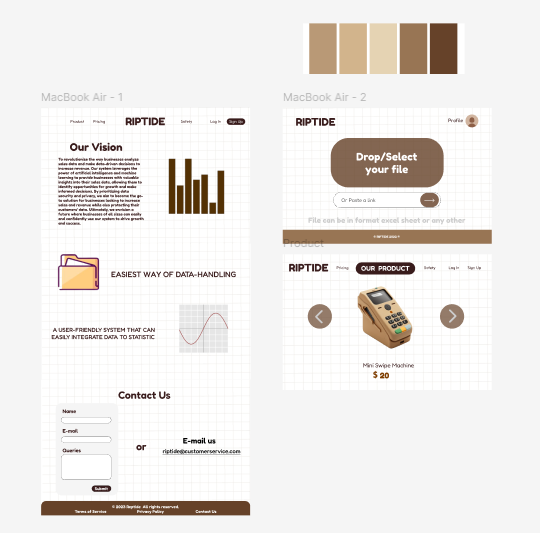 MacBook Air - 1
Product
Pricing
RIPTIDE
Safety
Log In
Sign Up
Our Vision
To revolutionize the way businesses analyze
sales data and make data-driven decisions to
increase revenue. Our system leverages the
power of artificial intelligence and machine
learning to provide businesses with valuable
insights into their sales data, allowing them to
identify opportunities for growth and make
informed decisions. By prioritizing data
security and privacy, we aim to become the go-
to solution for businesses looking to increase
sales and revenue while also protecting their
customers' data. Ultimately, we envision a
future where businesses of all sizes can easily
and confidently use our system to drive growth
and success.
EASIEST WAY OF DATA-HANDLING
A USER-FRIENDLY SYSTEM THAT CAN
EASILY INTEGRATE DATA TO STATISTIC
Contact Us
Name
E-mail
Queries
Submit
or
E-mail us
riptide@customerservice.com
© 2023 Riptide. All rights reserved.
Terms of Service
Privacy Policy
Contact Us
MacBook Air - 2
RIPTIDE
Profile
Drop/Select
your file
Or Paste a link
File can be in format excel sheet or any other
Product
RIPTIDE
Pricing
OUR PRODUCT
Safety
Log In
Sign Up
Mini Swipe Machine
$ 20